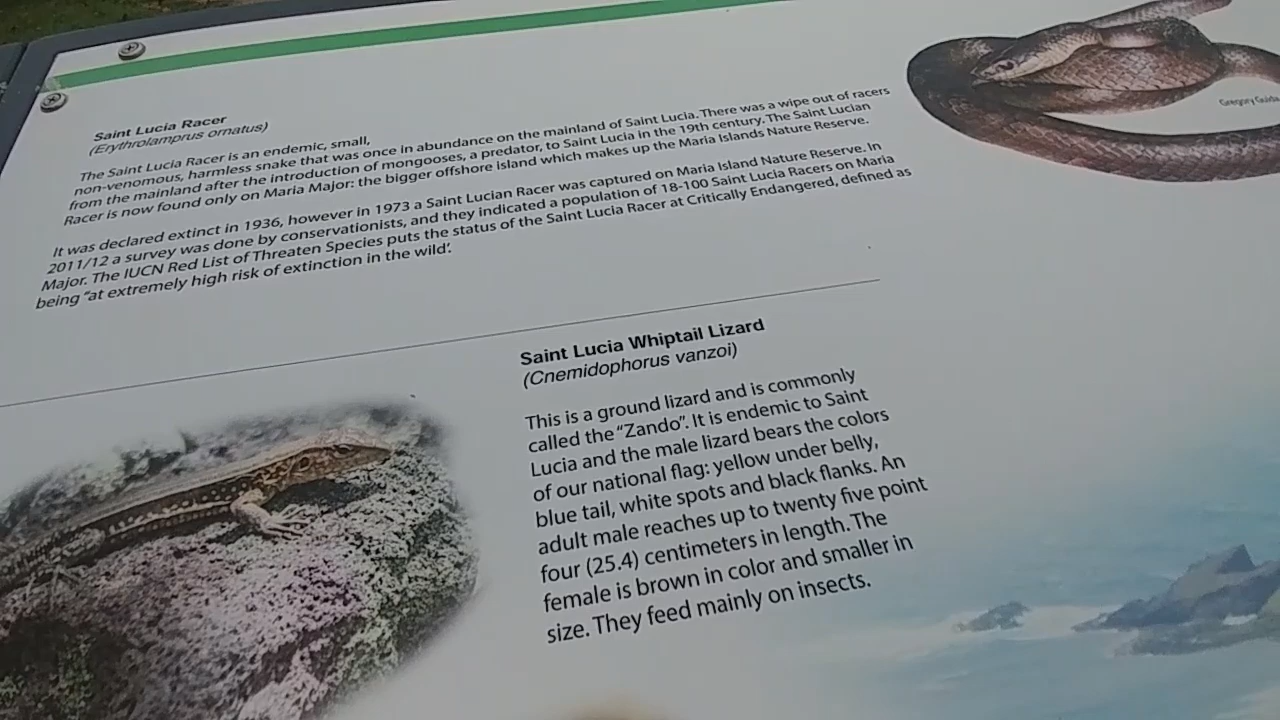 Saint Lucia Racer
(Erythrolamprus ornatus)
The Saint Lucia Racer is an endemic, small,
non-venomous, harmless snake that was once in abundance on the mainland of Saint Lucia. There was a wipe out of racers
from the mainland after the introduction of mongooses, a predator, to Saint Lucia in the 19th century. The Saint Lucian
Racer is now found only on Maria Major: the bigger offshore island which makes up the Maria Islands Nature Reserve.
It was declared extinct in 1936, however in 1973 a Saint Lucian Racer was captured on Maria Island Nature Reserve. In
2011/12 a survey was done by conservationists, and they indicated a population of 18-100 Saint Lucia Racers on Maria
Major. The IUCN Red List of Threaten Species puts the status of the Saint Lucia Racer at Critically Endangered, defined as
being "at extremely high risk of extinction in the wild'.
Gregory Guida
Saint Lucia Whiptail Lizard
(Cnemidophorus vanzoi)
This is a ground lizard and is commonly
called the "Zando". It is endemic to Saint
Lucia and the male lizard bears the colors
of our national flag: yellow under belly,
blue tail, white spots and black flanks. An
adult male reaches up to twenty five point
four (25.4) centimeters in length. The
female is brown in color and smaller in
size. They feed mainly on insects.